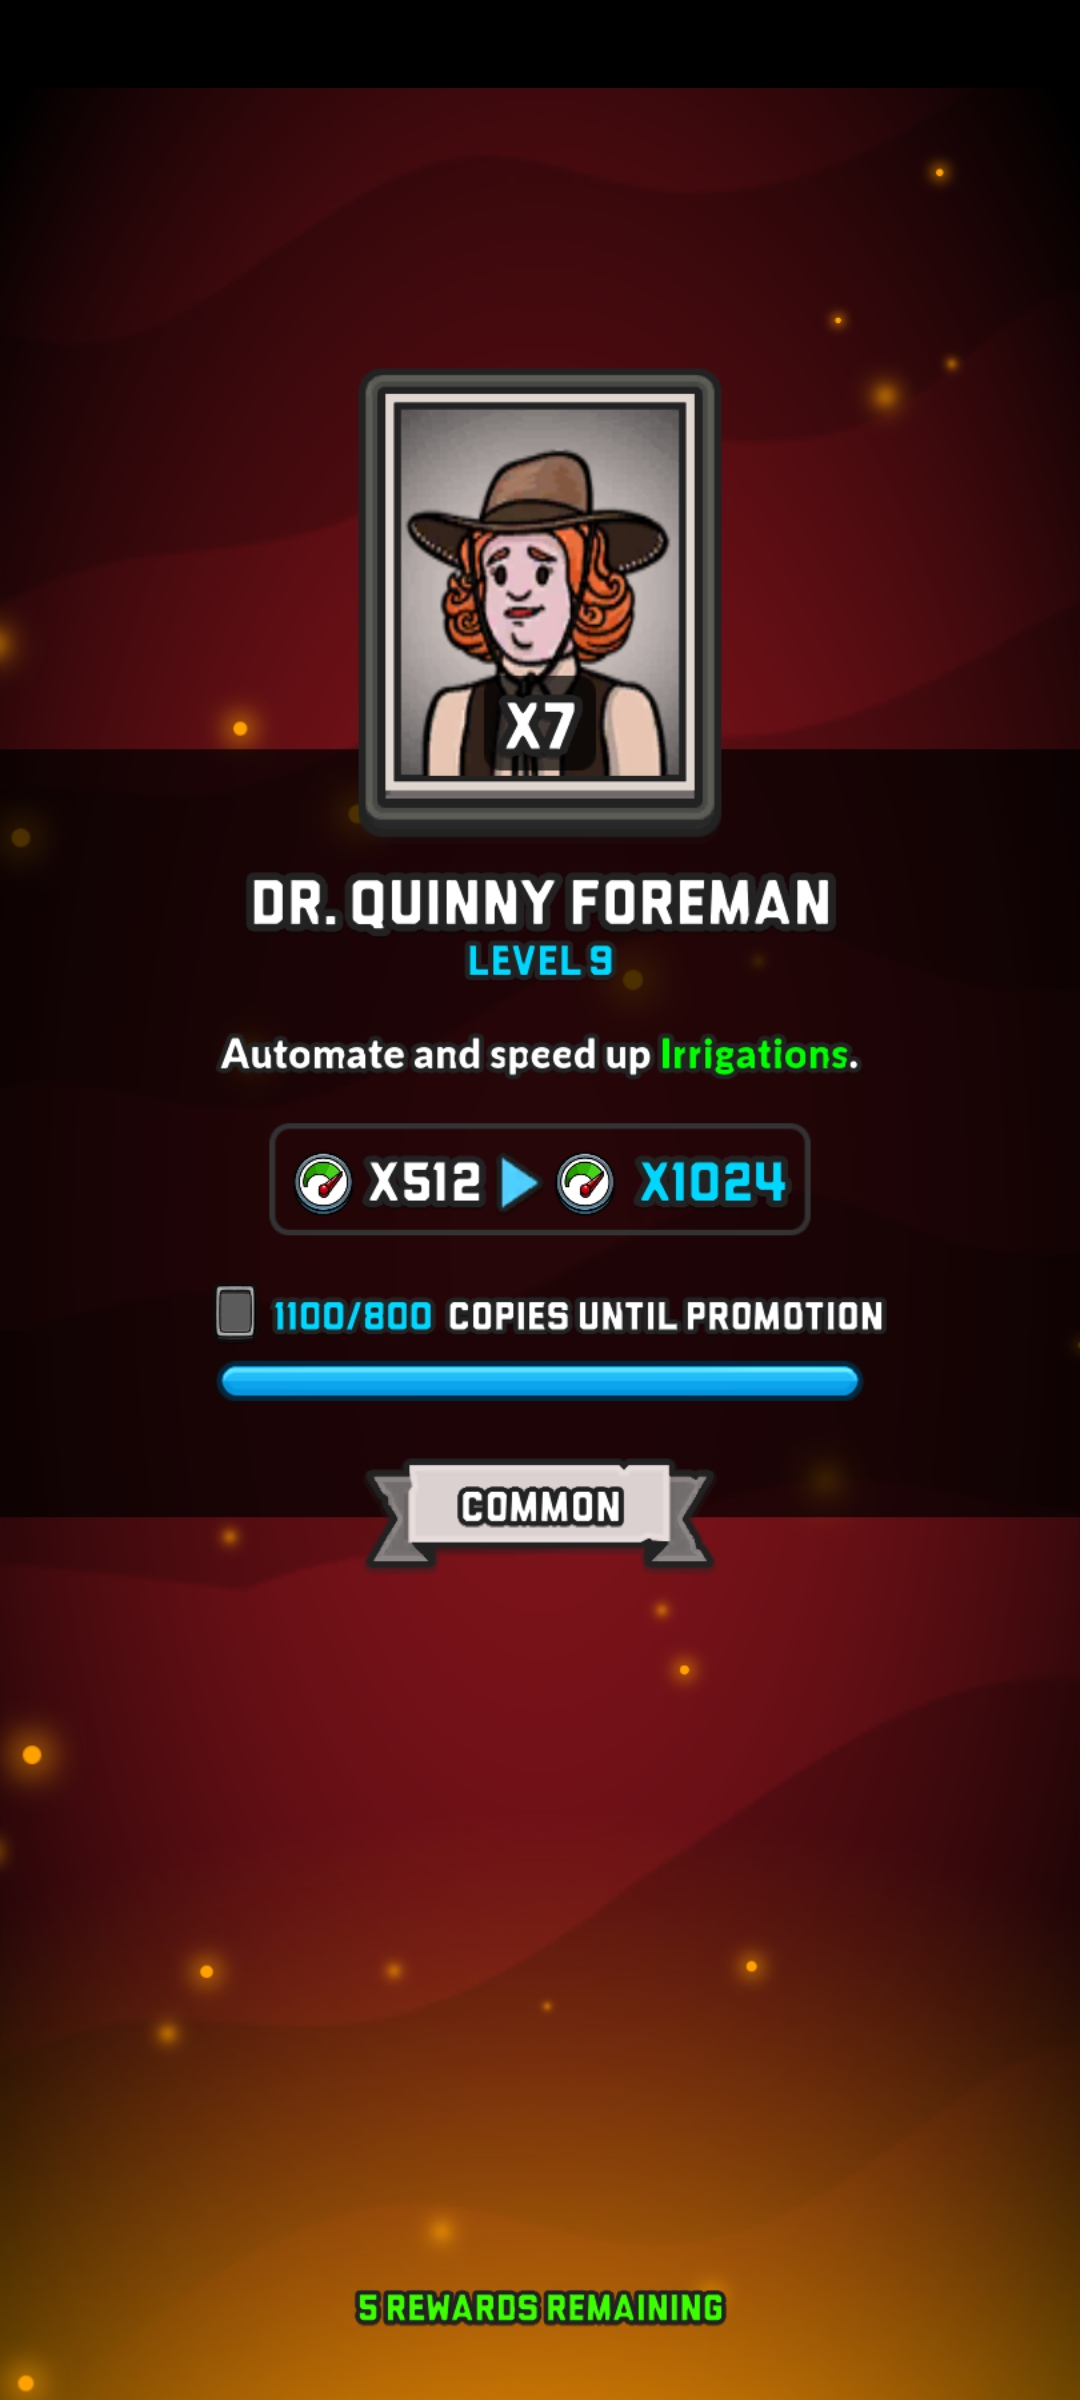 X7
DR. QUINNY FOREMAN
LEVEL 9
Automate and speed up Irrigations.
X512 X1024
1100/800 COPIES UNTIL PROMOTION
COMMON
5 REWARDS REMAINING